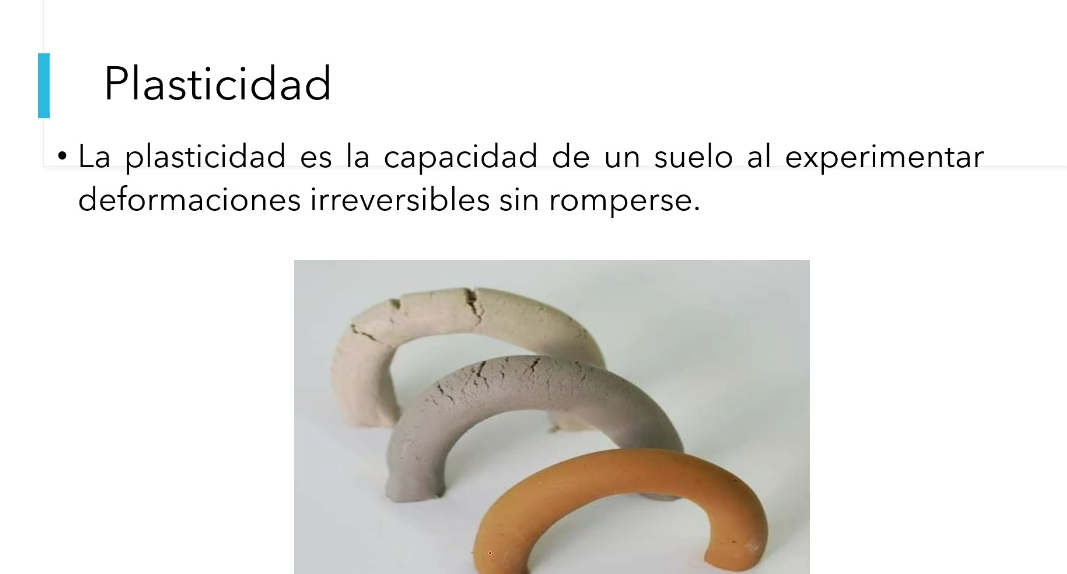 Plasticidad
• La plasticidad es la capacidad de un suelo al experimentar
deformaciones irreversibles sin romperse.